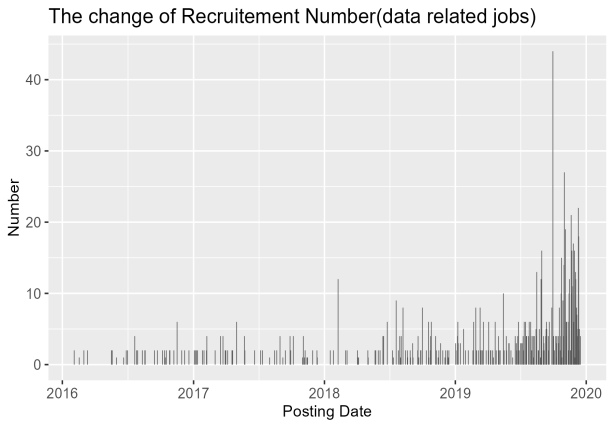 The change of Recruitement Number(data related jobs)
40
30
20
10
0
Number
2016 2017 2018 2019 2020
Posting Date